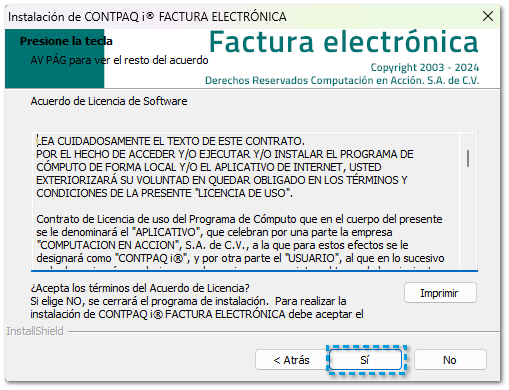 Instalación de CONTPAQ i® FACTURA ELECTRÓNICA
Presione la tecla
AV PÁG para ver el resto del acuerdo
Factura electrónica
Copyright 2003 - 2024
Derechos Reservados Computación en Acción. S.A. de C.V.
Acuerdo de Licencia de Software
LEA CUIDADOSAMENTE EL TEXTO DE ESTE CONTRATO.
POR EL HECHO DE ACCEDER Y/O EJECUTAR Y/O INSTALAR EL PROGRAMA DE
CÓMPUTO DE FORMA LOCAL Y/O EL APLICATIVO DE INTERNET, USTED
EXTERIORIZARÁ SU VOLUNTAD EN QUEDAR OBLIGADO EN LOS TÉRMINOS Y
CONDICIONES DE LA PRESENTE "LICENCIA DE USO".
Contrato de Licencia de uso del Programa de Cómputo que en el cuerpo del presente
se le denominará el "APLICATIVO", que celebran por una parte la empresa
"COMPUTACION EN ACCION", S.A. de C.V., a la que para estos efectos se le
designará como "CONTPAQ i®", y por otra parte el "USUARIO", al que en lo sucesivo
¿Acepta los términos del Acuerdo de Licencia?
Si elige NO, se cerrará el programa de instalación. Para realizar la
instalación de CONTPAQ i® FACTURA ELECTRÓNICA debe aceptar el
Imprimir
InstallShield
< Atrás
Sí
No